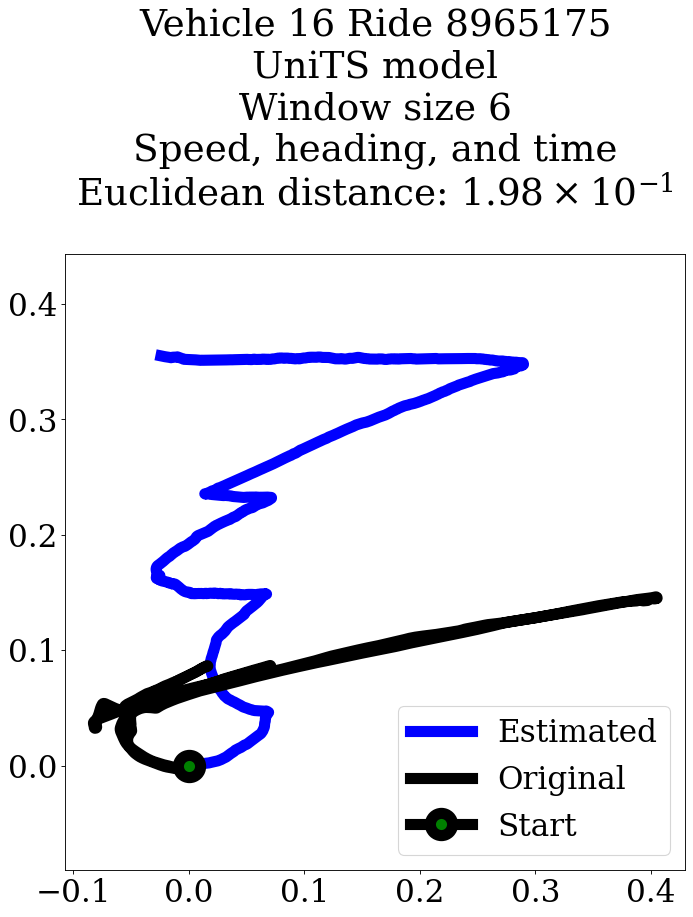 Vehicle 16 Ride 8965175
UniTS model
Window size 6
Speed, heading, and time
Euclidean distance: 1.98 × 10⁻¹
0.4
0.3
0.2
0.1
0.0
Estimated
Original
Start
−0.1 0.0 0.1 0.2 0.3 0.4